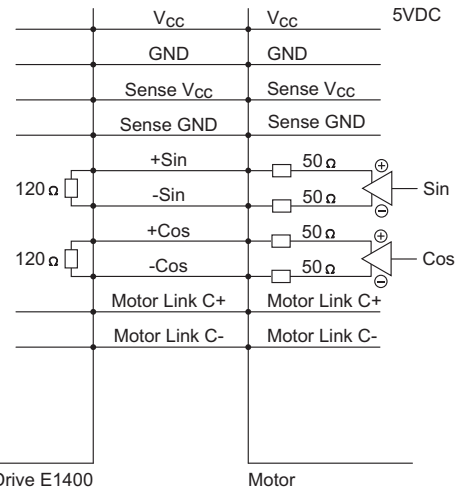 VCC VCC 5VDC
GND GND
Sense VCC Sense VCC
Sense GND Sense GND
+Sin 50 Ω ⊕
120 Ω Sin
-Sin 50 Ω ⊖
+Cos 50 Ω ⊕
120 Ω Cos
-Cos 50 Ω ⊖
Motor Link C+ Motor Link C+
Motor Link C- Motor Link C-
Drive E1400 Motor